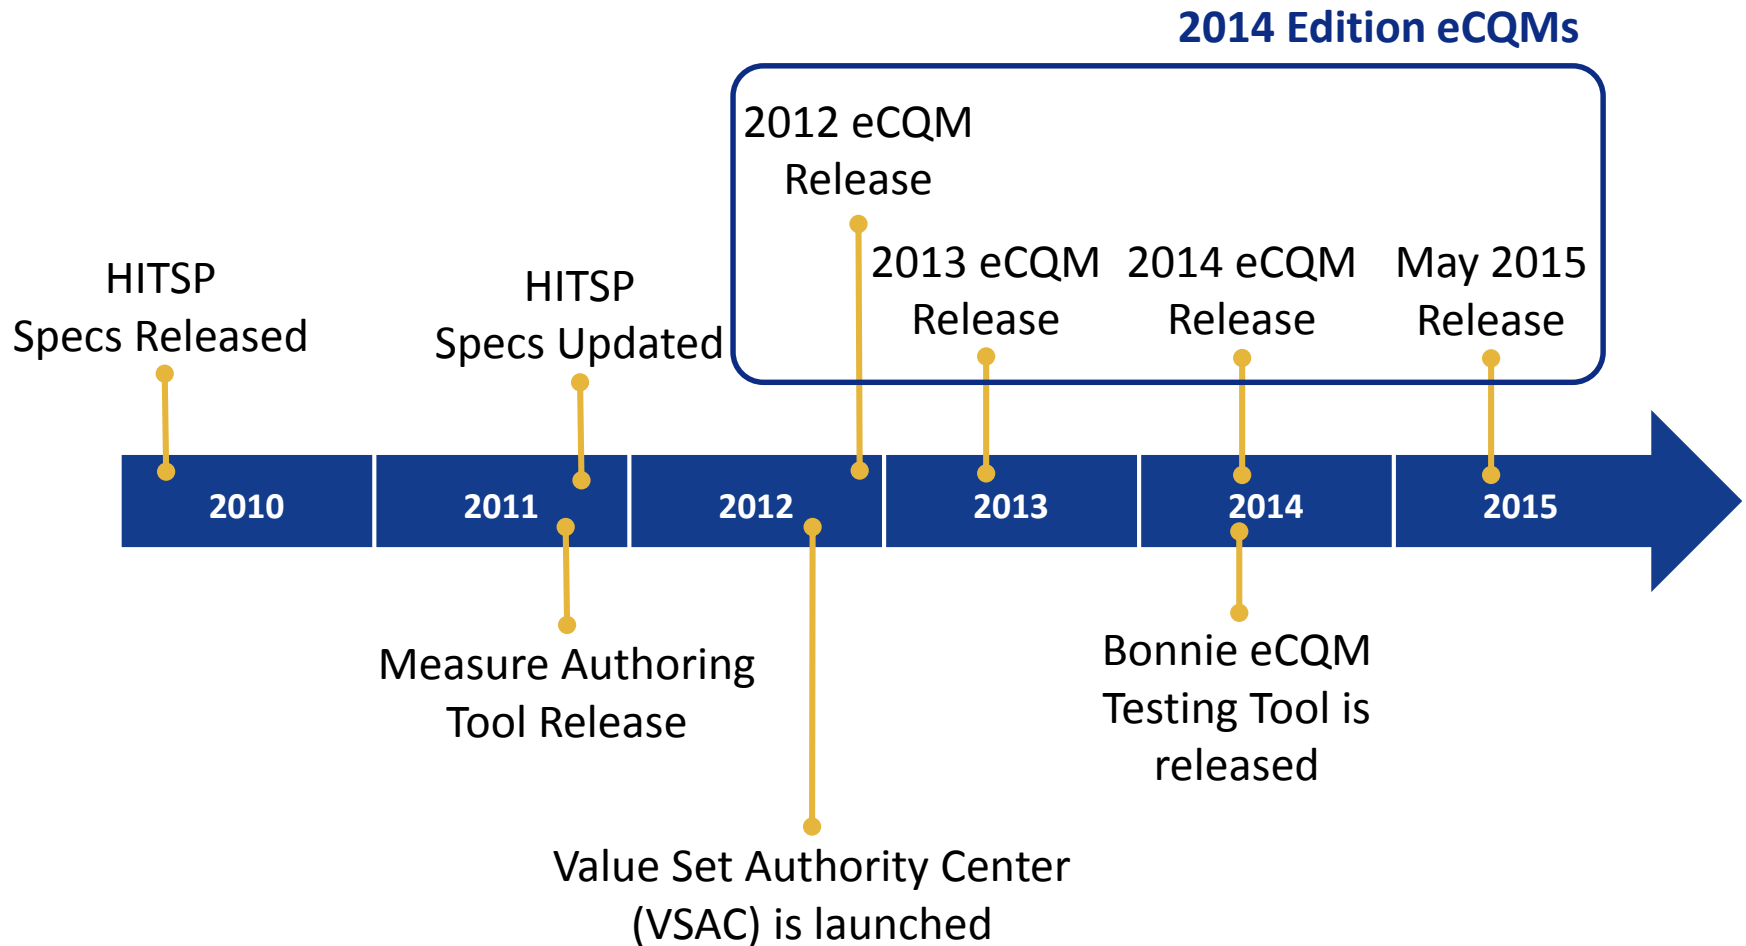 2014 Edition eCQMs
2012 eCQM
Release
HITSP
Specs Released
HITSP
Specs Updated
2013 eCQM
Release
2014 eCQM
Release
May 2015
Release
2010
2011
2012
2013
2014
2015
Measure Authoring
Tool Release
Bonnie eCQM
Testing Tool is
released
Value Set Authority Center
(VSAC) is launched